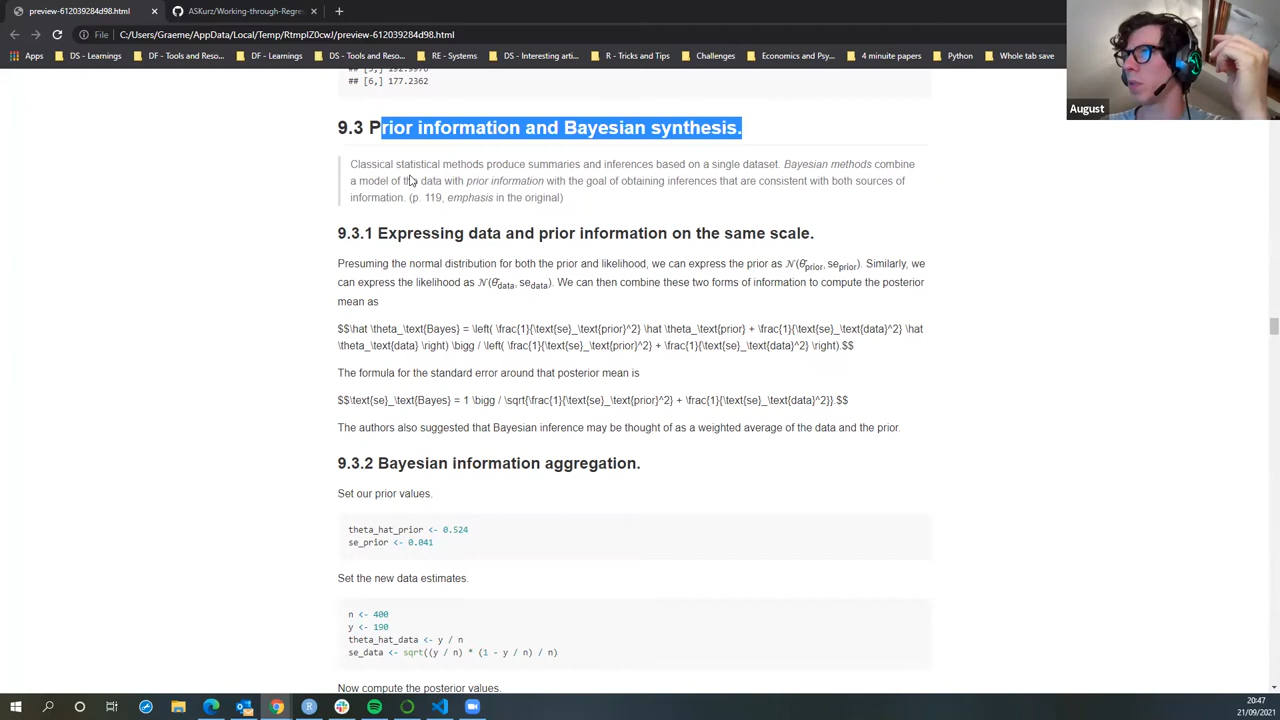 preview-612039284d98.html
ASKurz/Working-through-Regre
File
C:/Users/Graeme/AppData/Local/Temp/RtmpIZ0cwJ/preview-612039284d98.html
Apps
DS - Learnings
DF - Learnings
DS - Tools and Reso...
DF - Tools and Reso...
RE - Systems
DS - Interesting arti...
R - Tricks and Tips
Challenges
Economics and Psy...
4 minuite papers
Python
Whole tab save
August
## [6,] 177.2362
9.3 Prior information and Bayesian synthesis.
Classical statistical methods produce summaries and inferences based on a single dataset. Bayesian methods combine
a model of the data with prior information with the goal of obtaining inferences that are consistent with both sources of
information. (p. 119, emphasis in the original)
9.3.1 Expressing data and prior information on the same scale.
Presuming the normal distribution for both the prior and likelihood, we can express the prior as N(θ̂prior, seprior). Similarly, we
can express the likelihood as N(θ̂data, sedata). We can then combine these two forms of information to compute the posterior
mean as
$$\hat \theta_\text{Bayes} = \left( \frac{1}{\text{se}_\text{prior}^2} \hat \theta_\text{prior} + \frac{1}{\text{se}_\text{data}^2} \hat
\theta_\text{data} \right) \bigg / \left( \frac{1}{\text{se}_\text{prior}^2} + \frac{1}{\text{se}_\text{data}^2} \right).$$
The formula for the standard error around that posterior mean is
$$\text{se}_\text{Bayes} = 1 \bigg / \sqrt{\frac{1}{\text{se}_\text{prior}^2} + \frac{1}{\text{se}_\text{data}^2}}.$$
The authors also suggested that Bayesian inference may be thought of as a weighted average of the data and the prior.
9.3.2 Bayesian information aggregation.
Set our prior values.
theta_hat_prior <- 0.524
se_prior <- 0.041
Set the new data estimates.
n <- 400
y <- 190
theta_hat_data <- y / n
se_data <- sqrt((y / n) * (1 - y / n) / n)
Now compute the posterior values.
20:47
21/09/2021